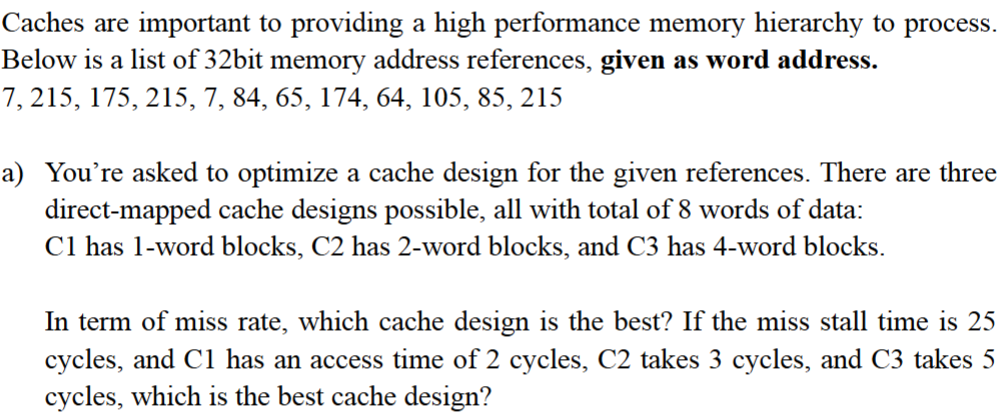 Caches are important to providing a high performance memory hierarchy to process.
Below is a list of 32bit memory address references, given as word address.
7, 215, 175, 215, 7, 84, 65, 174, 64, 105, 85, 215
a) You’re asked to optimize a cache design for the given references. There are three
direct-mapped cache designs possible, all with total of 8 words of data:
C1 has 1-word blocks, C2 has 2-word blocks, and C3 has 4-word blocks.
In term of miss rate, which cache design is the best? If the miss stall time is 25
cycles, and C1 has an access time of 2 cycles, C2 takes 3 cycles, and C3 takes 5
cycles, which is the best cache design?